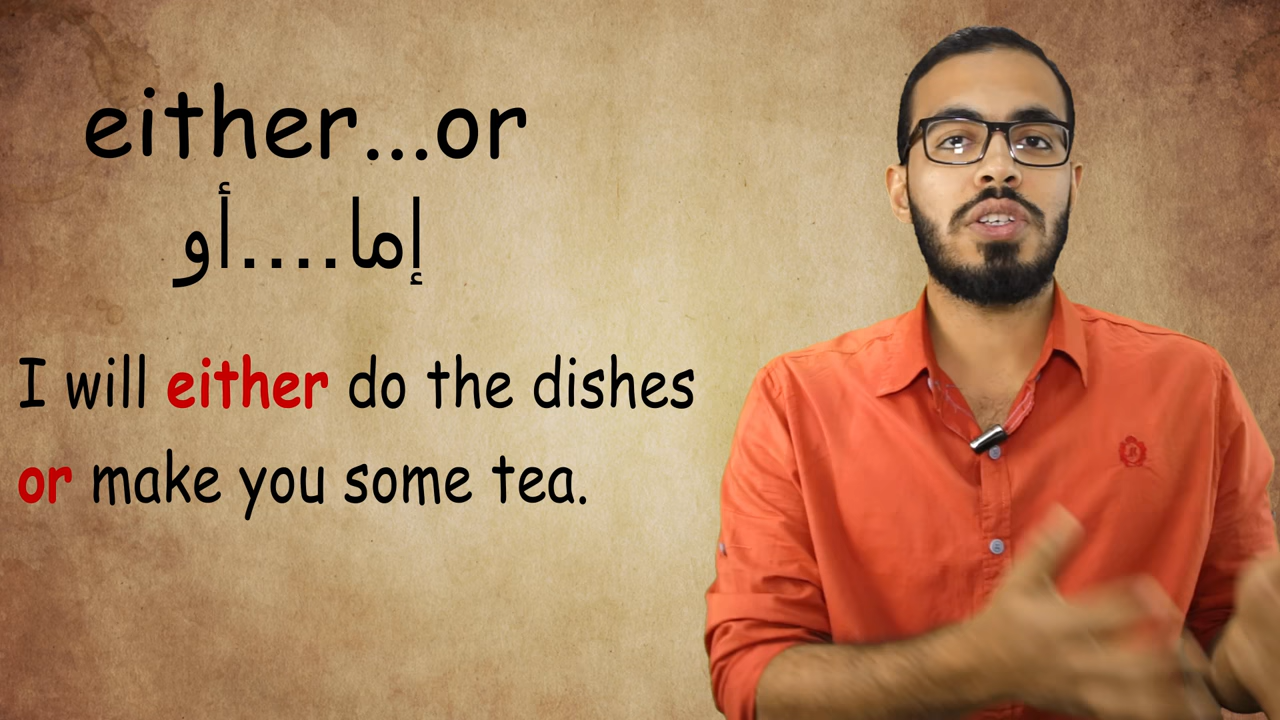 either...or
إما....أو
I will either do the dishes
or make you some tea.